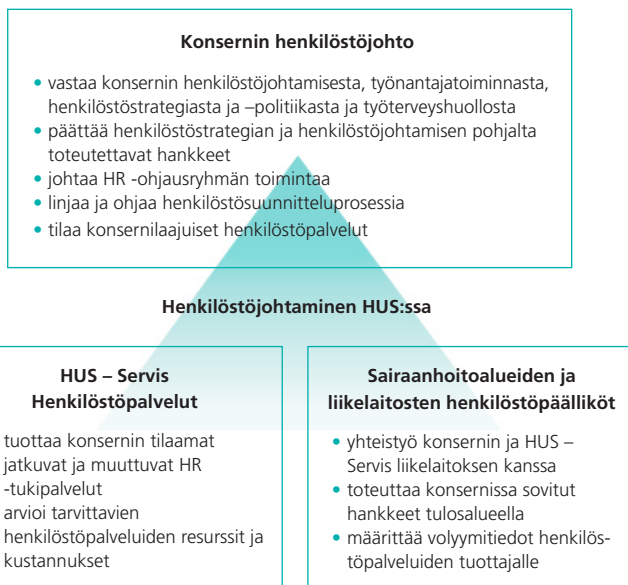 Konsernin henkilöstöjohto
• vastaa konsernin henkilöstöjohtamisesta, työnantajatoiminnasta,
henkilöstöstrategiasta ja –politiikasta ja työterveyshuollosta
• päättää henkilöstöstrategian ja henkilöstöjohtamisen pohjalta
toteutettavat hankkeet
• johtaa HR -ohjausryhmän toimintaa
• linjaa ja ohjaa henkilöstösuunnitteluprosessia
• tilaa konsernilaajuiset henkilöstöpalvelut
Henkilöstöjohtaminen HUS:ssa
HUS – Servis
Henkilöstöpalvelut
tuottaa konsernin tilaamat
jatkuvat ja muuttuvat HR
-tukipalvelut
arvioi tarvittavien
henkilöstöpalveluiden resurssit ja
kustannukset
Sairaanhoitoalueiden ja
liikelaitosten henkilöstöpäälliköt
• yhteistyö konsernin ja HUS –
Servis liikelaitoksen kanssa
• toteuttaa konsernissa sovitut
hankkeet tulosalueella
• määrittää volyymitiedot henkilös-
töpalveluiden tuottajalle